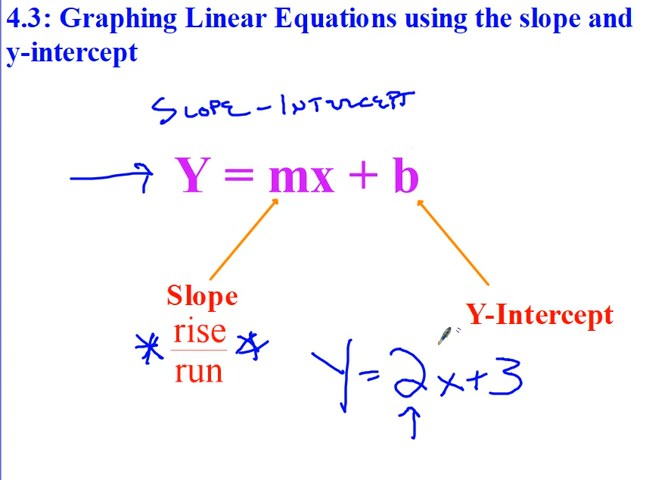 4.3: Graphing Linear Equations using the slope and
y-intercept
SLOPE-INTERCEPT
Y = mx + b
Slope
rise
run
Y-Intercept
Y=2x+3